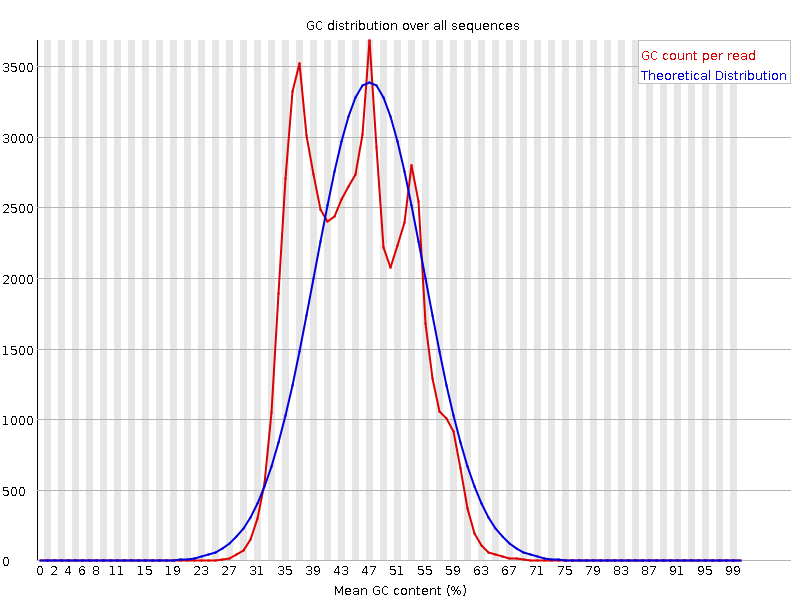 GC distribution over all sequences
GC count per read
Theoretical Distribution
3500
3000
2500
2000
1500
1000
500
0
0 2 4 6 8 11 15 19 23 27 31 35 39 43 47 51 55 59 63 67 71 75 79 83 87 91 95 99
Mean GC content (%)